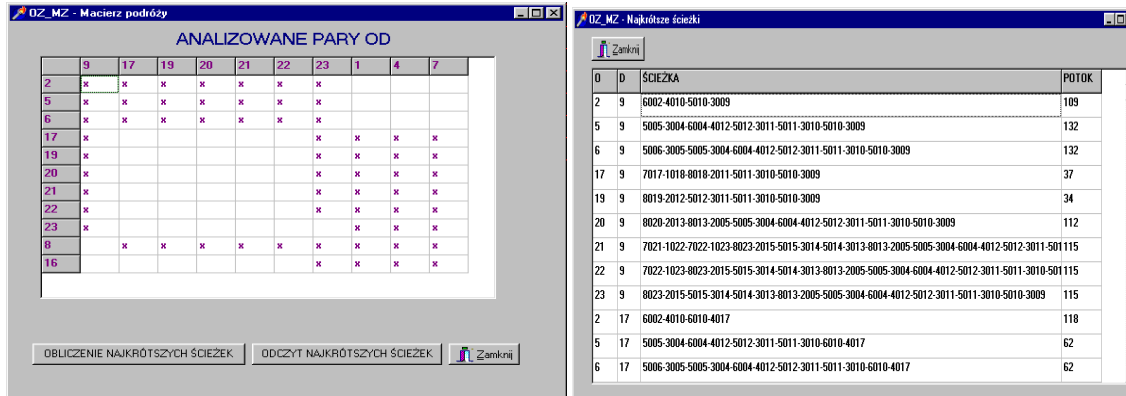 OZ_MZ - Macierz podróży
ANALIZOWANE PARY OD
9 17 19 20 21 22 23 1 4 7
2 x x x x x x x
5 x x x x x x x
6 x x x x x x x
17 x x x x x
19 x x x x x
20 x x x x x
21 x x x x x
22 x x x x x
23 x x x x
8 x x x x x x x x x
16 x x x x
OBLICZENIE NAJKRÓTSZYCH ŚCIEŻEK ODCZYT NAJKRÓTSZYCH ŚCIEŻEK Zamknij
OZ_MZ - Najkrótsze ścieżki
Zamknij
O D ŚCIEŻKA POTOK
2 9 6002-4010-5010-3009 109
5 9 5005-3004-6004-4012-5012-3011-5011-3010-5010-3009 132
6 9 5006-3005-5005-3004-6004-4012-5012-3011-5011-3010-5010-3009 132
17 9 7017-1018-8018-2011-5011-3010-5010-3009 37
19 9 8019-2012-5012-3011-5011-3010-5010-3009 34
20 9 8020-2013-8013-2005-5005-3004-6004-4012-5012-3011-5011-3010-5010-3009 112
21 9 7021-1022-7022-1023-8023-2015-5015-3014-5014-3013-8013-2005-5005-3004-6004-4012-5012-3011-501 115
22 9 7022-1023-8023-2015-5015-3014-5014-3013-8013-2005-5005-3004-6004-4012-5012-3011-5011-3010-501 115
23 9 8023-2015-5015-3014-5014-3013-8013-2005-5005-3004-6004-4012-5012-3011-5011-3010-5010-3009 115
2 17 6002-4010-6010-4017 118
5 17 5005-3004-6004-4012-5012-3011-5011-3010-6010-4017 62
6 17 5006-3005-5005-3004-6004-4012-5012-3011-5011-3010-6010-4017 62